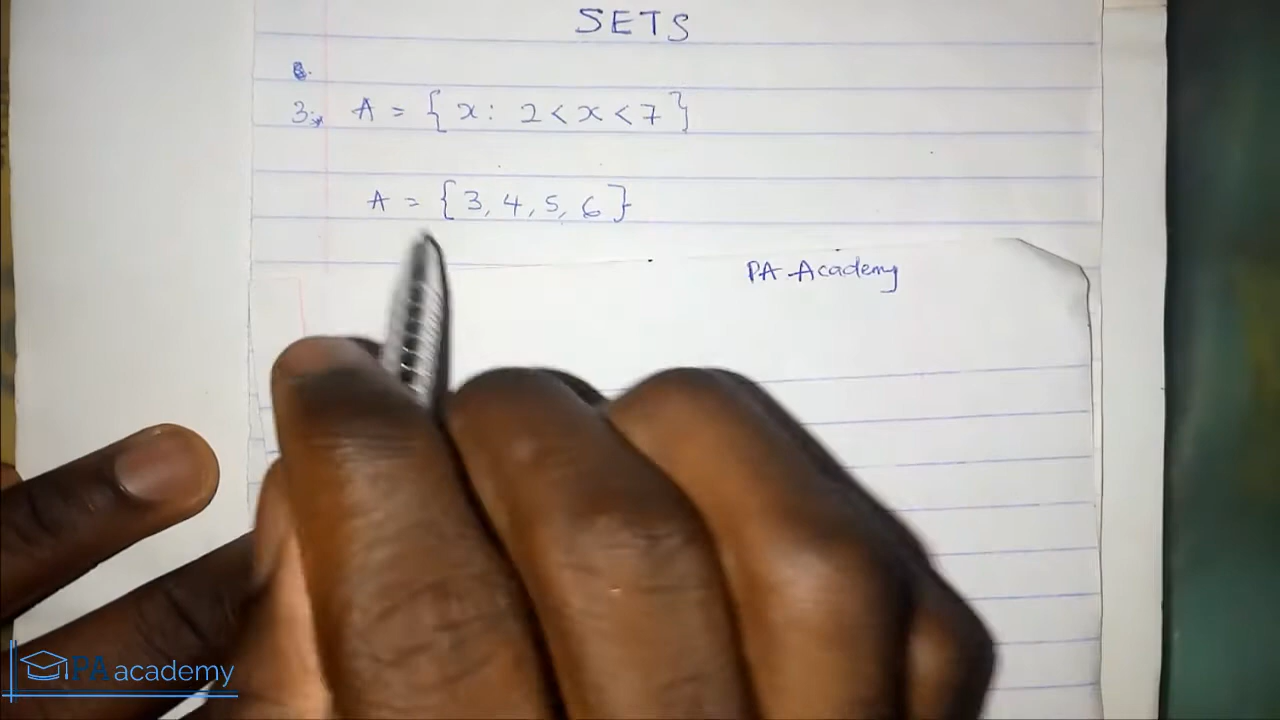 SETS
3. A = { x: 2 < x < 7 }
A = { 3, 4, 5, 6 }
PA Academy
PA academy